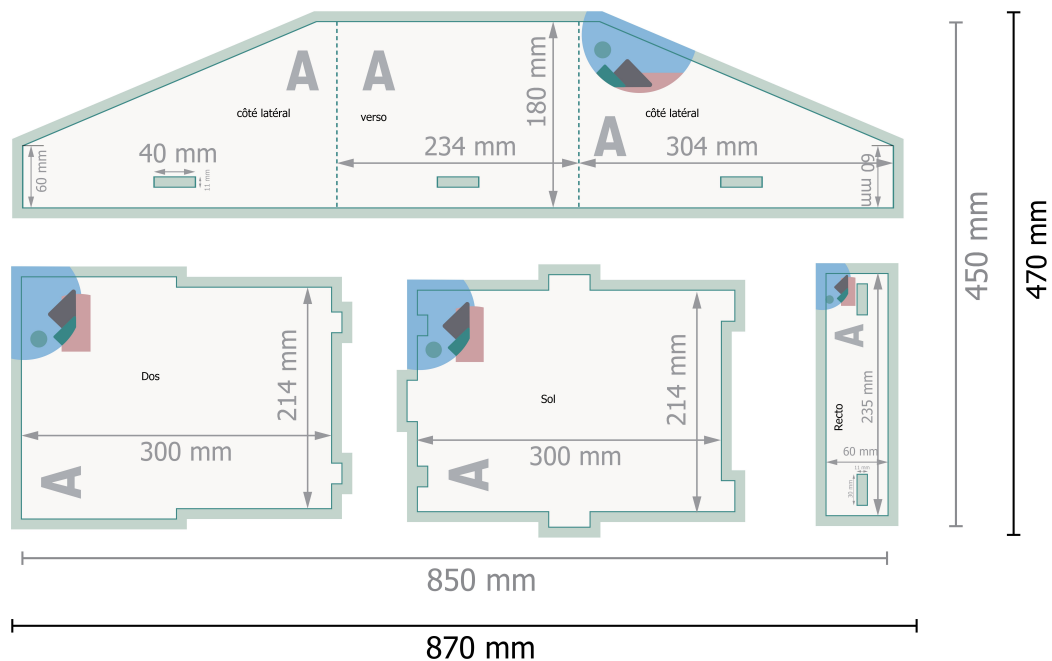 A
A
côté latéral
verso
180 mm
côté latéral
A
40 mm
11 mm
60 mm
234 mm
304 mm
60 mm
450 mm
470 mm
Dos
214 mm
300 mm
A
Sol
214 mm
300 mm
A
A
Recto
235 mm
60 mm
11 mm
30 mm
850 mm
870 mm